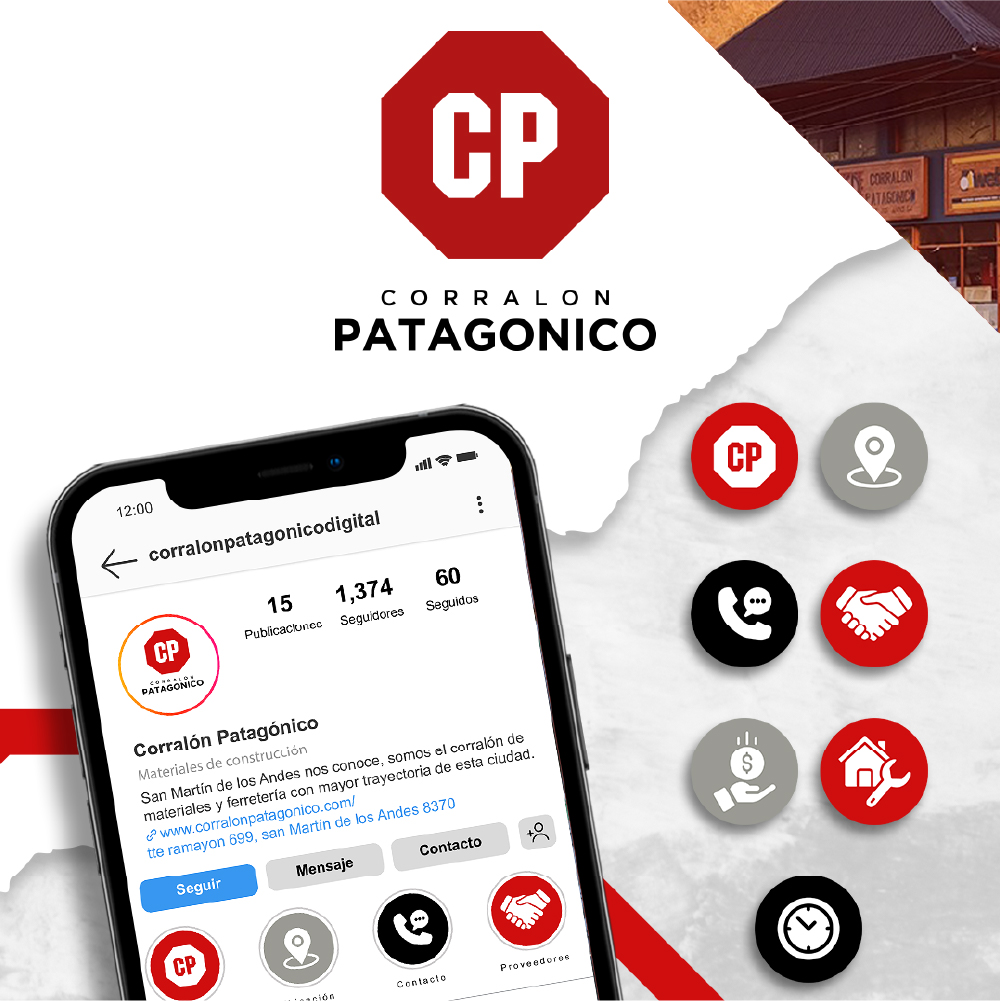 CP
CORRALON
PATAGONICO
CORRALON
PATAGONICO
12:00
corralonpatagonicodigital
15
Publicaciones
1,374
Seguidores
60
Seguidos
CP
CORRALON
PATAGONICO
Corralón Patagónico
Materiales de construcción
San Martín de los Andes nos conoce, somos el corralón de
materiales y ferretería con mayor trayectoria de esta ciudad.
www.corralonpatagonico.com/
tte ramayon 699, san Martín de los Andes 8370
Seguir
Mensaje
Contacto
CP
Contacto
Proveedores
CP
$